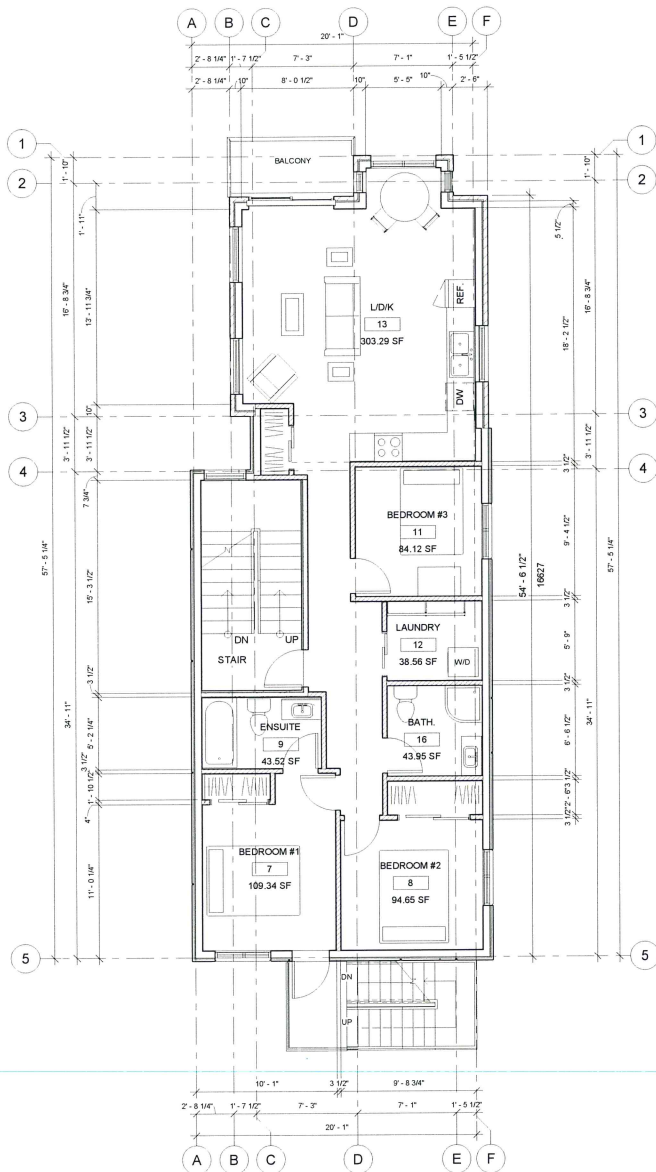 A B C D E F
20' - 1"
2' - 8 1/4" 1' - 7 1/2" 7' - 3" 7' - 1" 1' - 5 1/2"
2' - 8 1/4" 10" 8' - 0 1/2" 10" 5' - 5" 10" 2' - 6"
1 1
2 2
1' - 10" 1' - 10"
BALCONY
1' - 11" 5 1/2"
16' - 8 3/4" 13' - 11 3/4" 18' - 2 1/2" 16' - 8 3/4"
L/D/K
13
303.29 SF
REF.
DW
10"
3 3
3' - 11 1/2" 3' - 11 1/2" 3' - 11 1/2"
4 4
7 3/4" 3 1/2"
BEDROOM #3
11
84.12 SF
9' - 4 1/2"
57' - 5 1/4" 54' - 6 1/2" 16627 57' - 5 1/4"
15' - 3 1/2" 3 1/2"
DN UP
STAIR
LAUNDRY
12
38.56 SF
W/D
5' - 9"
3 1/2" 3 1/2"
34' - 11" 34' - 11"
5' - 2 1/4" 6' - 6 1/2"
ENSUITE
9
43.52 SF
BATH.
16
43.95 SF
3 1/2" 3 1/2"
1' - 10 1/2" 2' - 6"
4" 3 1/2"
BEDROOM #1
7
109.34 SF
BEDROOM #2
8
94.65 SF
11' - 0 1/4"
5 5
DN
UP
10' - 1" 3 1/2" 9' - 8 3/4"
2' - 8 1/4" 1' - 7 1/2" 7' - 3" 7' - 1" 1' - 5 1/2"
20' - 1"
A B C D E F